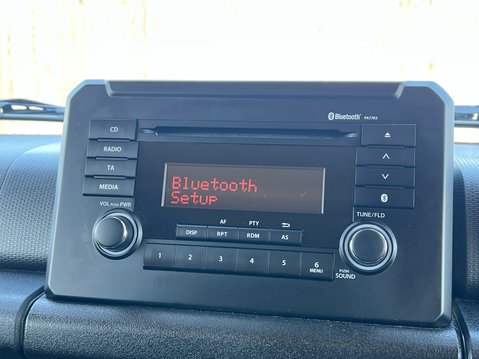 Bluetooth® PA77R3
CD
RADIO
TA
MEDIA
VOL PUSH PWR
Bluetooth
Setup
TUNE/FLD
AF PTY
DISP RPT RDM AS
1 2 3 4 5 6
MENU
PUSH
SOUND